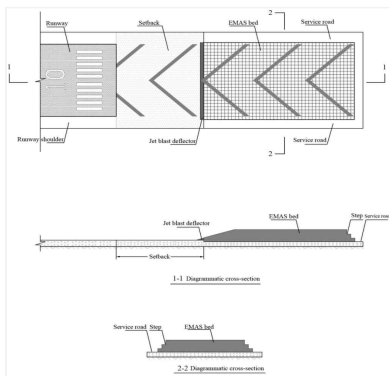 2
Runway
Setback
EMAS bed
Service road
1
1
Runway shoulder
Jet blast deflector
Service road
2
Jet blast deflector
EMAS bed
Step
Service road
Setback
1-1 Diagrammatic cross-section
Service road
Step
EMAS bed
2-2 Diagrammatic cross-section